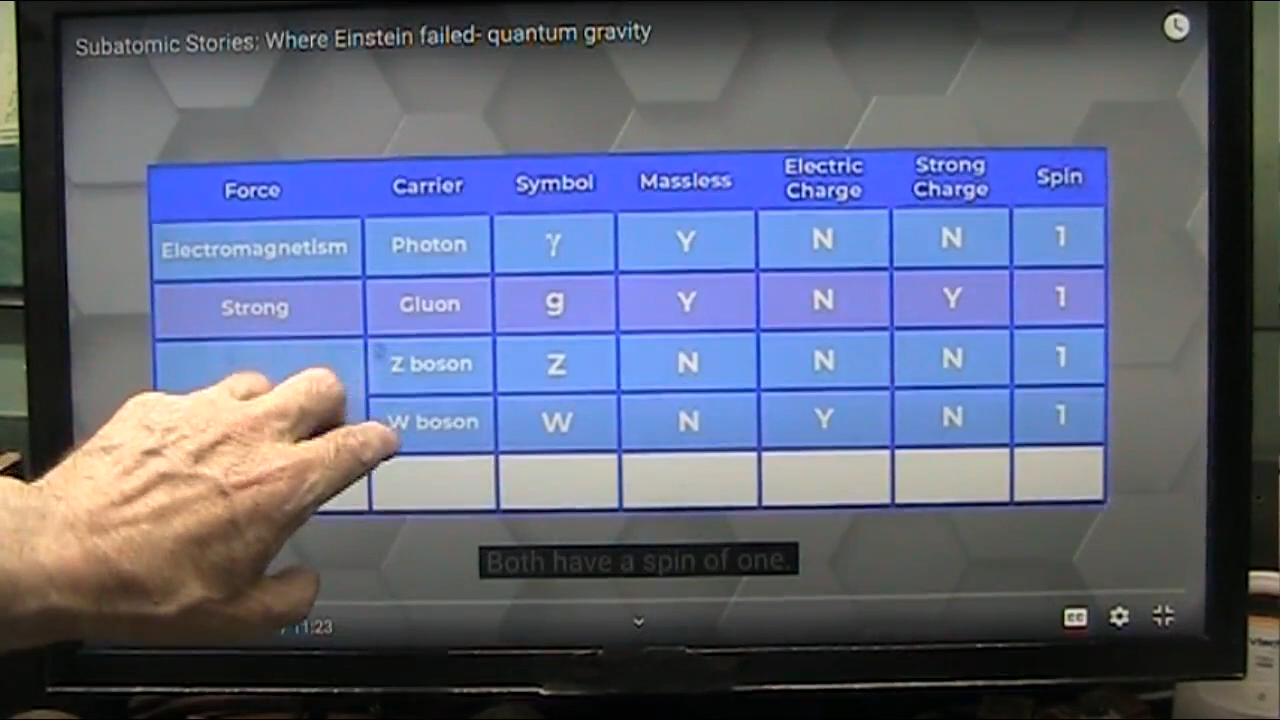 Subatomic Stories: Where Einstein failed- quantum gravity
Force Carrier Symbol Massless Electric Charge Strong Charge Spin
Electromagnetism Photon γ Y N N 1
Strong Gluon g Y N Y 1
Z boson Z N N N 1
W boson W N Y N 1
Both have a spin of one.
/ 11:23
CC